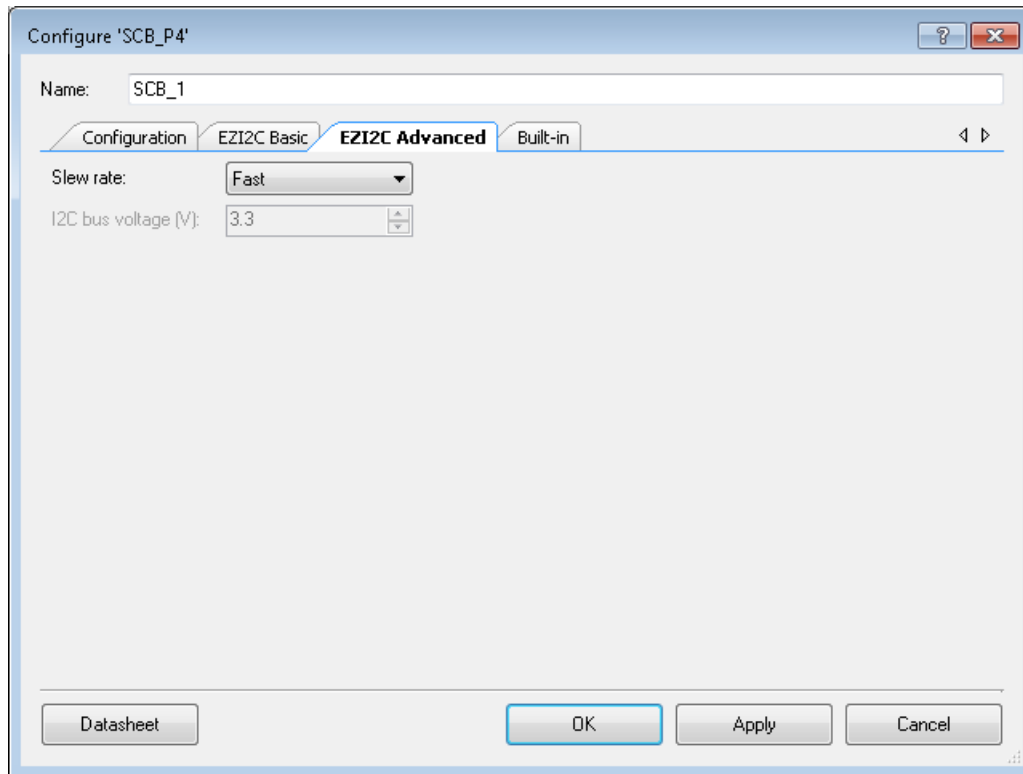 Configure 'SCB_P4'
Name: SCB_1
Configuration EZI2C Basic EZI2C Advanced Built-in
Slew rate: Fast
I2C bus voltage (V): 3.3
Datasheet OK Apply Cancel